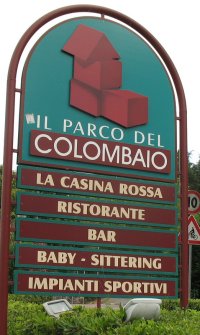 IL PARCO DEL
COLOMBAIO
LA CASINA ROSSA
RISTORANTE
BAR
BABY - SITTERING
IMPIANTI SPORTIVI